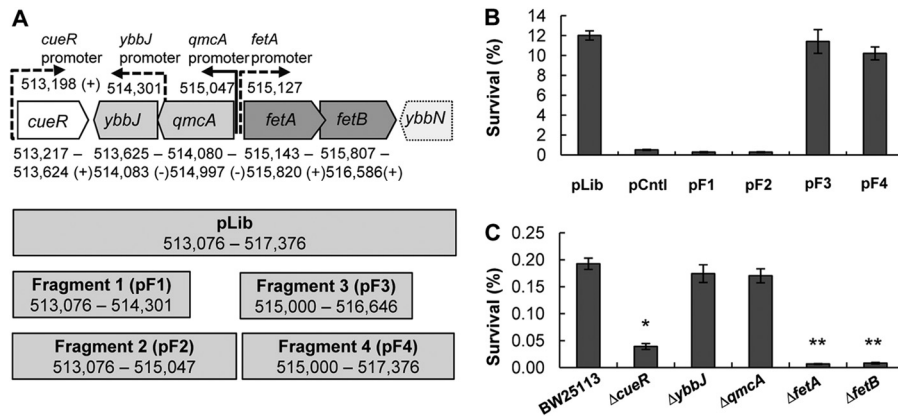 A
cueR
promoter
ybbJ
promoter
qmcA
promoter
fetA
promoter
513,198 (+)
514,301
515,047
515,127
cueR
ybbJ
qmcA
fetA
fetB
ybbN
513,217 – 513,625 – 514,080 – 515,143 – 515,807 –
513,624 (+) 514,083 (-) 514,997 (-) 515,820 (+) 516,586(+)
pLib
513,076 – 517,376
Fragment 1 (pF1)
513,076 – 514,301
Fragment 3 (pF3)
515,000 – 516,646
Fragment 2 (pF2)
513,076 – 515,047
Fragment 4 (pF4)
515,000 – 517,376
B
Survival (%)
14
12
10
8
6
4
2
0
pLib pCntl pF1 pF2 pF3 pF4
C
Survival (%)
0.25
0.20
0.15
0.10
0.05
0.00
*
**
**
BW25113
ΔcueR
ΔybbJ
ΔqmcA
ΔfetA
ΔfetB